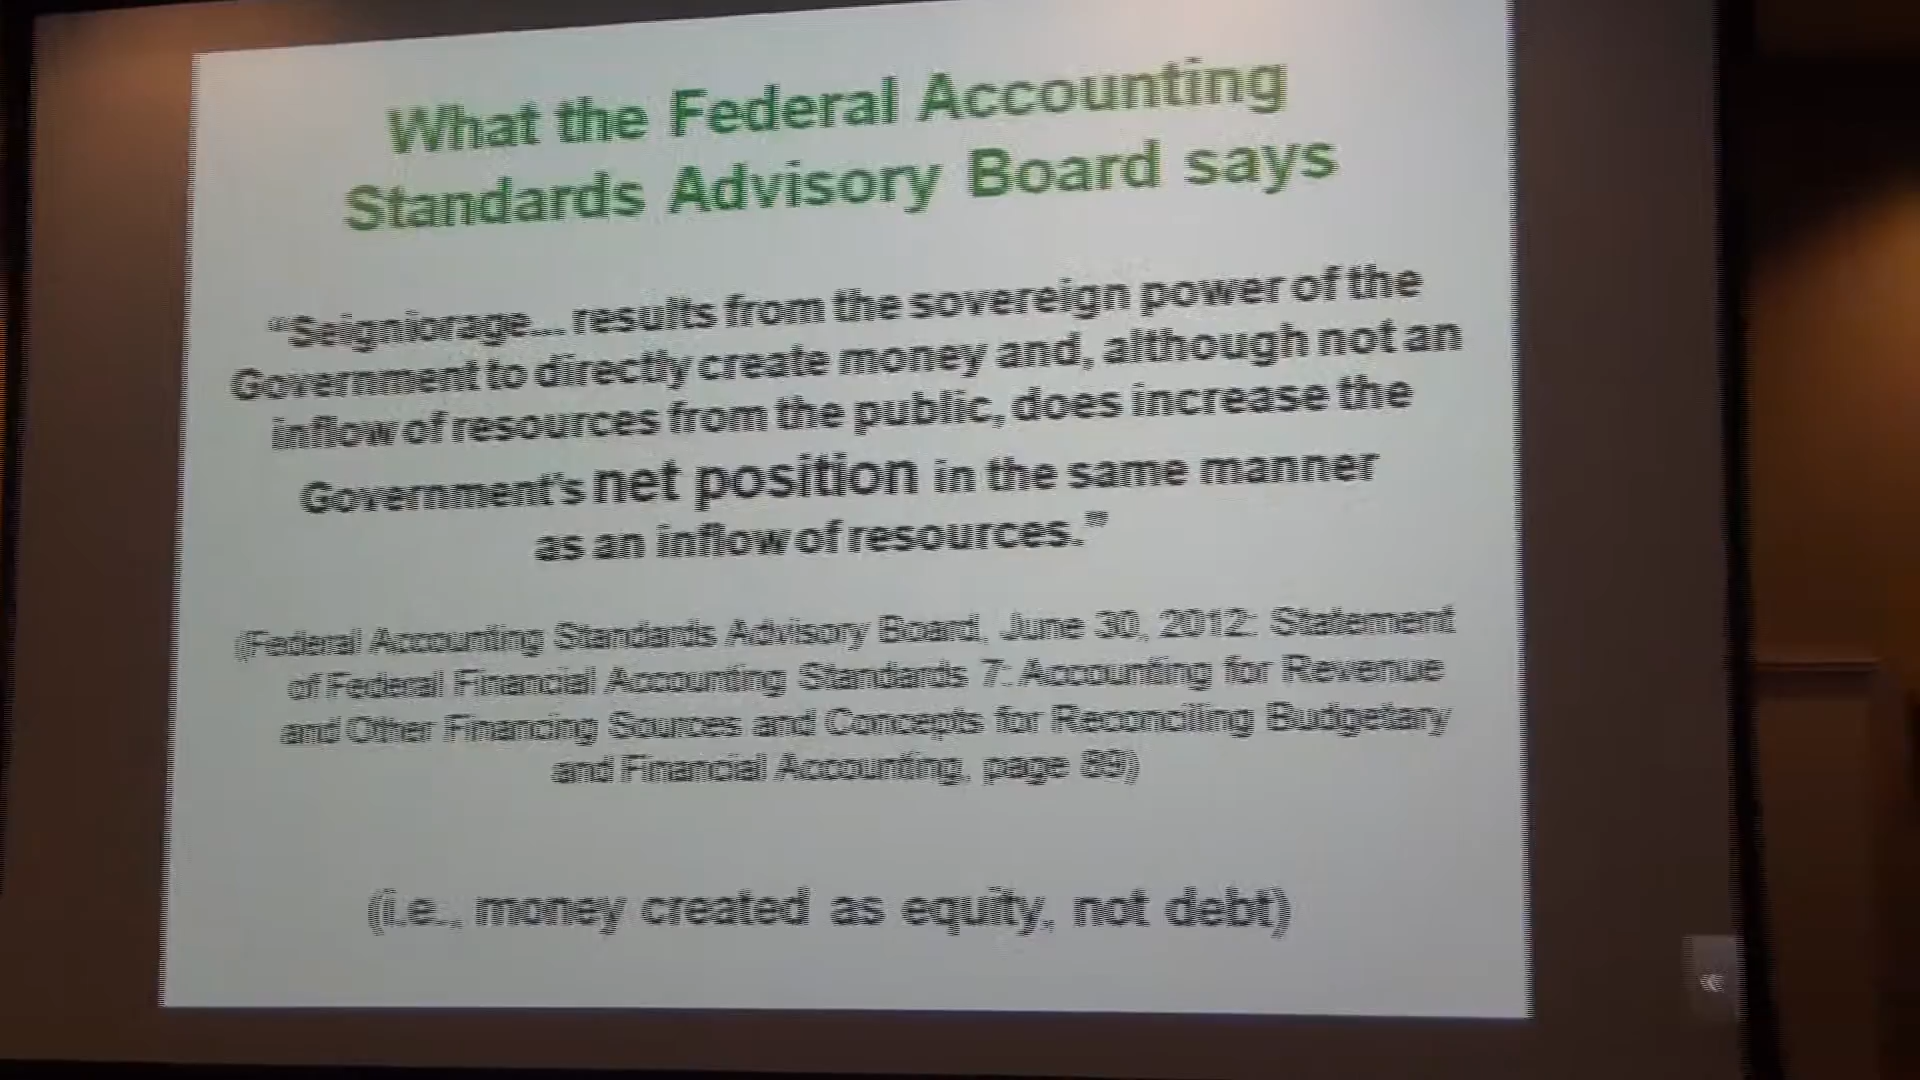 What the Federal Accounting
Standards Advisory Board says
“Seigniorage... results from the sovereign power of the
Government to directly create money and, although not an
inflow of resources from the public, does increase the
Government's net position in the same manner
as an inflow of resources.”
(Federal Accounting Standards Advisory Board, June 30, 2012: Statement
of Federal Financial Accounting Standards 7: Accounting for Revenue
and Other Financing Sources and Concepts for Reconciling Budgetary
and Financial Accounting, page 89)
(i.e., money created as equity, not debt)